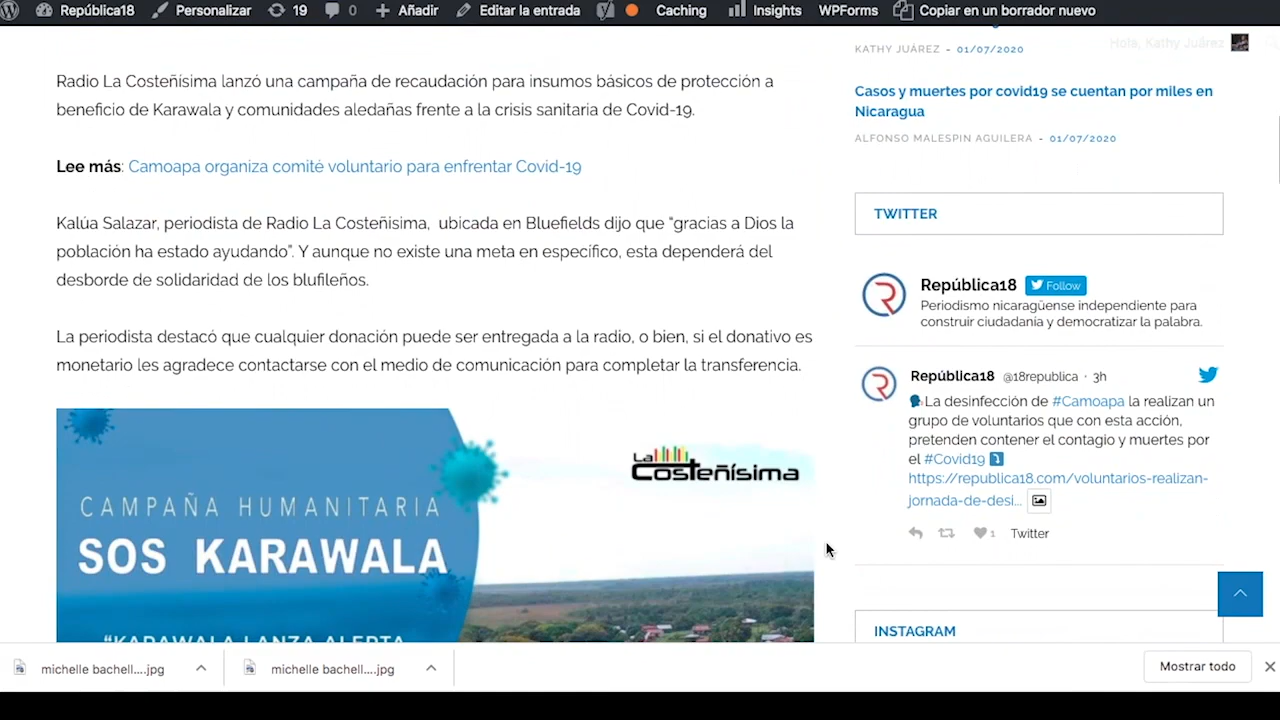 República18 Personalizar 19 0 Añadir Editar la entrada Caching Insights WPForms Copiar en un borrador nuevo
Hola, Kathy Juárez
Radio La Costeñísima lanzó una campaña de recaudación para insumos básicos de protección a
beneficio de Karawala y comunidades aledañas frente a la crisis sanitaria de Covid-19.
Lee más: Camoapa organiza comité voluntario para enfrentar Covid-19
Kalúa Salazar, periodista de Radio La Costeñísima, ubicada en Bluefields dijo que “gracias a Dios la
población ha estado ayudando”. Y aunque no existe una meta en específico, esta dependerá del
desborde de solidaridad de los blufileños.
La periodista destacó que cualquier donación puede ser entregada a la radio, o bien, si el donativo es
monetario les agradece contactarse con el medio de comunicación para completar la transferencia.
La Costeñísima
CAMPAÑA HUMANITARIA
SOS KARAWALA
“KARAWALA LANZA ALERTA
KATHY JUÁREZ - 01/07/2020
Casos y muertes por covid19 se cuentan por miles en
Nicaragua
ALFONSO MALESPIN AGUILERA - 01/07/2020
TWITTER
República18 Follow
Periodismo nicaragüense independiente para
construir ciudadania y democratizar la palabra.
República18 @18republica · 3h
La desinfección de #Camoapa la realizan un
grupo de voluntarios que con esta acción,
pretenden contener el contagio y muertes por
el #Covid19
https://republica18.com/voluntarios-realizan-
jornada-de-desi...
1 Twitter
INSTAGRAM
michelle bachell....jpg michelle bachell....jpg Mostrar todo